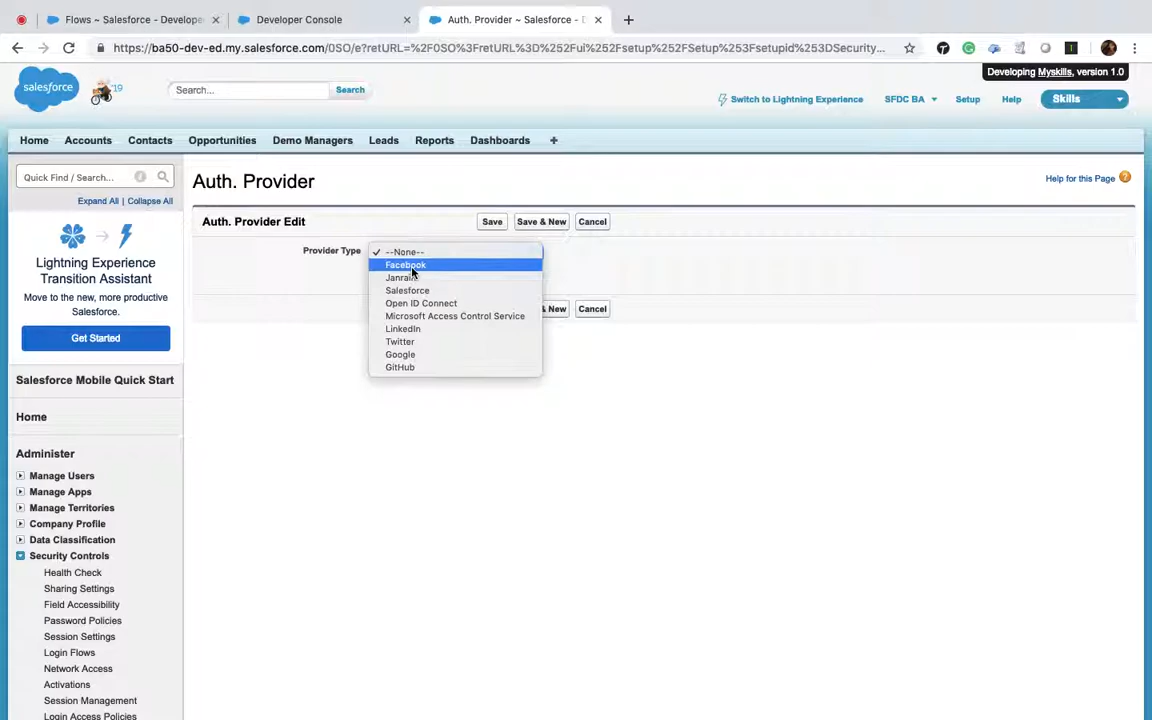 Flows ~ Salesforce - Develope
Developer Console
Auth. Provider ~ Salesforce - D
https://ba50-dev-ed.my.salesforce.com/0SO/e?retURL=%2F0SO%3FretURL%3D%252Fui%252Fsetup%252FSetup%253Fsetupid%253DSecurity...
salesforce
'19
Search...
Search
Developing Myskills, version 1.0
Switch to Lightning Experience
SFDC BA
Setup
Help
Skills
Home
Accounts
Contacts
Opportunities
Demo Managers
Leads
Reports
Dashboards
+
Quick Find / Search...
Expand All | Collapse All
Lightning Experience
Transition Assistant
Move to the new, more productive
Salesforce.
Get Started
Salesforce Mobile Quick Start
Home
Administer
Manage Users
Manage Apps
Manage Territories
Company Profile
Data Classification
Security Controls
Health Check
Sharing Settings
Field Accessibility
Password Policies
Session Settings
Login Flows
Network Access
Activations
Session Management
Login Access Policies
Auth. Provider
Help for this Page
Auth. Provider Edit
Save
Save & New
Cancel
Provider Type
--None--
Facebook
Janrain
Salesforce
Open ID Connect
Microsoft Access Control Service
LinkedIn
Twitter
Google
GitHub
& New
Cancel